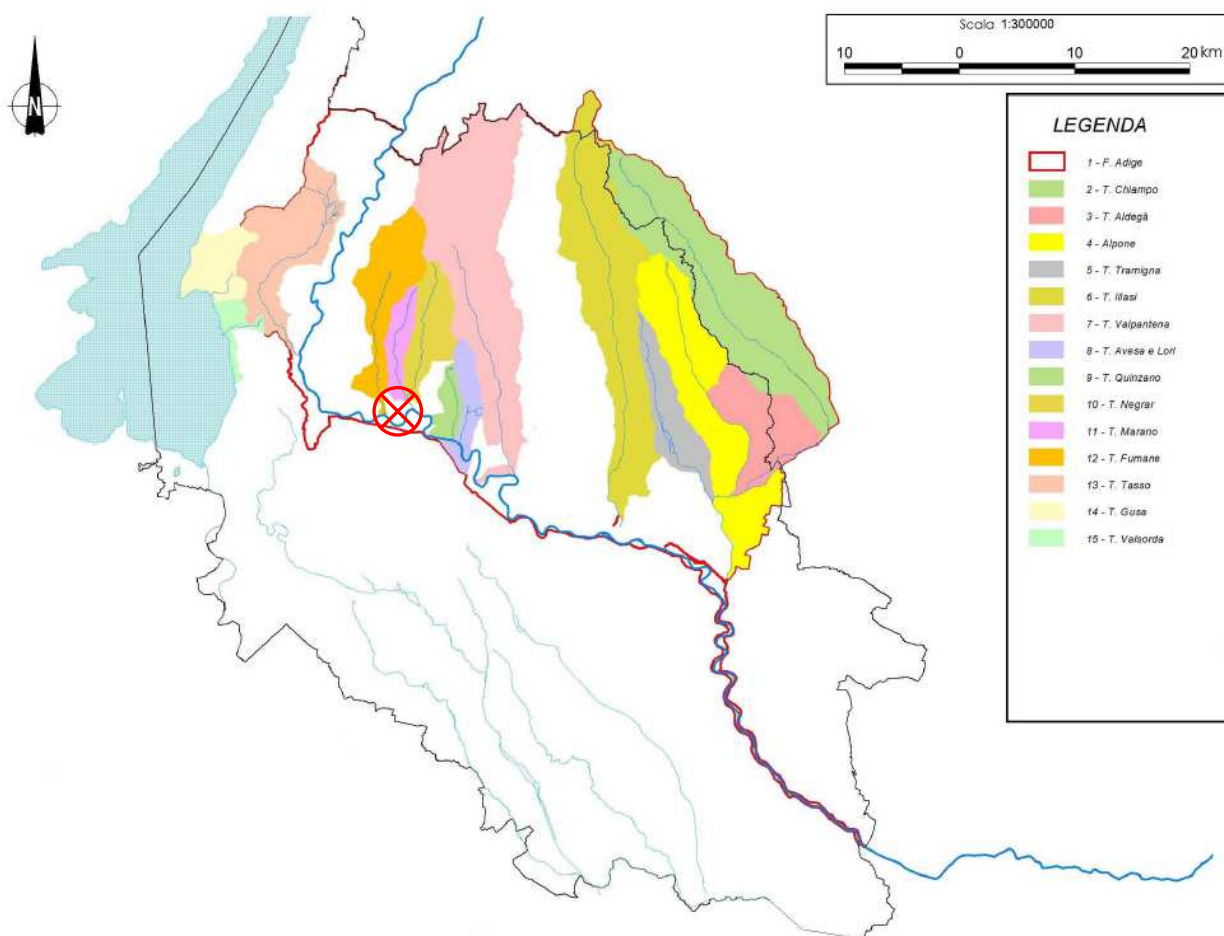 Scala 1:300000
10 0 10 20 km
N
LEGENDA
1 - F. Adige
2 - T. Chiampo
3 - T. Aldegà
4 - Alpone
5 - T. Tramigna
6 - T. Illasi
7 - T. Valpantena
8 - T. Avesa e Lori
9 - T. Quinzano
10 - T. Negrar
11 - T. Marano
12 - T. Fumane
13 - T. Tasso
14 - T. Gusa
15 - T. Valsorda